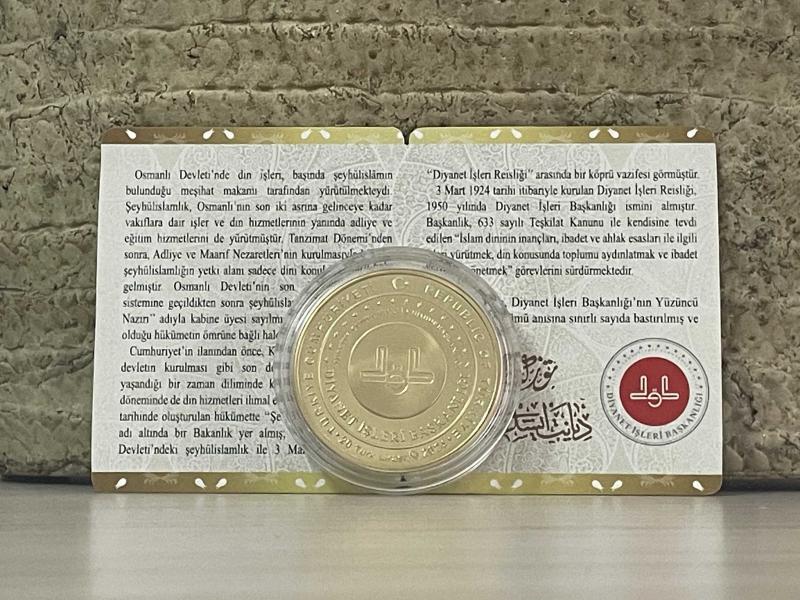 Osmanlı Devleti'nde din işleri, başında şeyhülislâmın
bulunduğu meşihat makamı tarafından yürütülmekteydi.
Şeyhülislamlık, Osmanlı'nın son iki asrına gelinceye kadar
vakıflara dair işler ve din hizmetlerinin yanında adliye ve
eğitim hizmetlerini de yürütmüştür. Tanzimat Dönemi'nden
sonra, Adliye ve Maarif Nezaretleri'nin kurulmasıyla
şeyhülislamlığın yetki alanı sadece dini
gelmiştir. Osmanlı Devleti'nin son
sistemine geçildikten sonra
Nazırı" adıyla kabine üyesi
olduğu hükümetin ömrüne bağlı
Cumhuriyet'in ilanından önce,
devletin kurulması gibi son
yaşandığı bir zaman diliminde
döneminde de din hizmetleri ihmal
tarihinde oluşturulan hükümette
adı altında bir Bakanlık yer almış,
Devleti'ndeki şeyhülislamlık ile 3
"Diyanet İşleri Reisliği" arasında bir köprü vazifesi görmüştür.
3 Mart 1924 tarihi itibariyle kurulan Diyanet İşleri Reisliği,
1950 yılında Diyanet İşleri Başkanlığı ismini almıştır.
Başkanlık, 633 sayılı Teşkilat Kanunu ile kendisine tevdi
edilen "İslam dininin inançları, ibadet ve ahlak esasları ile ilgili
yürütmek, din konusunda toplumu aydınlatmak ve ibadet
görevlerini sürdürmektedir.
Diyanet İşleri Başkanlığı'nın Yüzüncü
anısına sınırlı sayıda bastırılmış ve
TÜRKİYE CUMHURİYETİ REPUBLIC OF
DİYANET İŞLERİ BAŞKANLIĞI
20
DİYANET İŞLERİ BAŞKANLIĞI